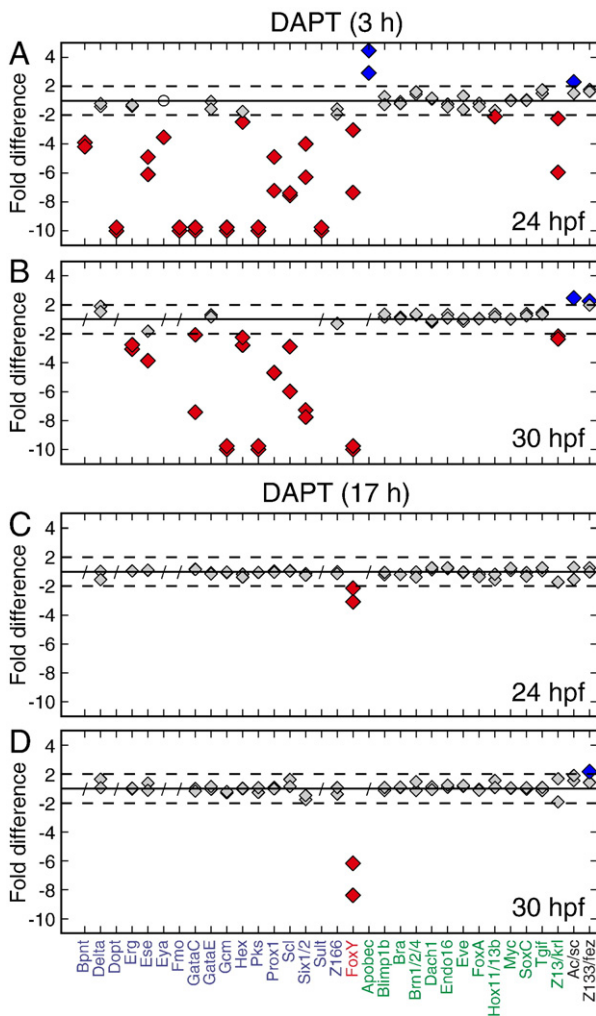 DAPT (3 h)
A
Fold difference
4
2
-2
-4
-6
-8
-10
24 hpf
B
Fold difference
4
2
-2
-4
-6
-8
-10
30 hpf
DAPT (17 h)
C
Fold difference
4
2
-2
-4
-6
-8
-10
24 hpf
D
Fold difference
4
2
-2
-4
-6
-8
-10
30 hpf
Bpnt
Delta
Dopt
Erg
Ese
Eya
Fmo
GataC
GataE
Gcm
Hex
Pks
Prox1
Scl
Six1/2
Sult
Z166
FoxY
Apobec
Blimp1b
Bra
Brn1/2/4
Dach1
Endo16
Eve
FoxA
Hox11/13b
Myc
SoxC
Tgif
Z13/krl
Ac/sc
Z133/fez